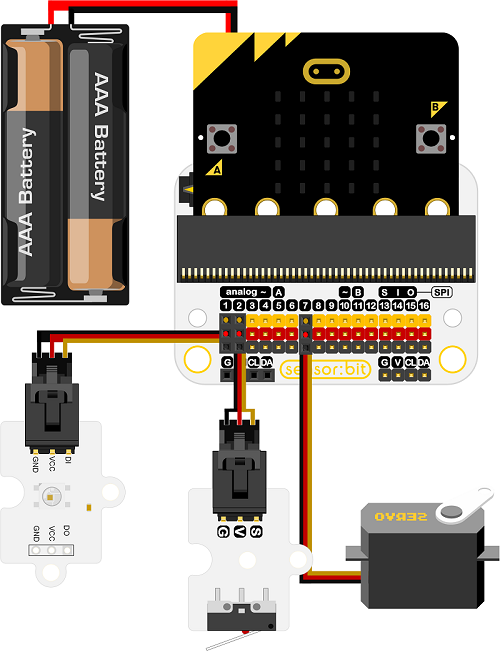 AAA Battery
AAA Battery
A
B
analog ~ A ~ B S I O SPI
1 2 3 4 5 6 7 8 9 10 11 12 13 14 15 16
G CL DA G V CL DA
sensor:bit
GND VCC DI
GND VCC DO
G V S
SERVO